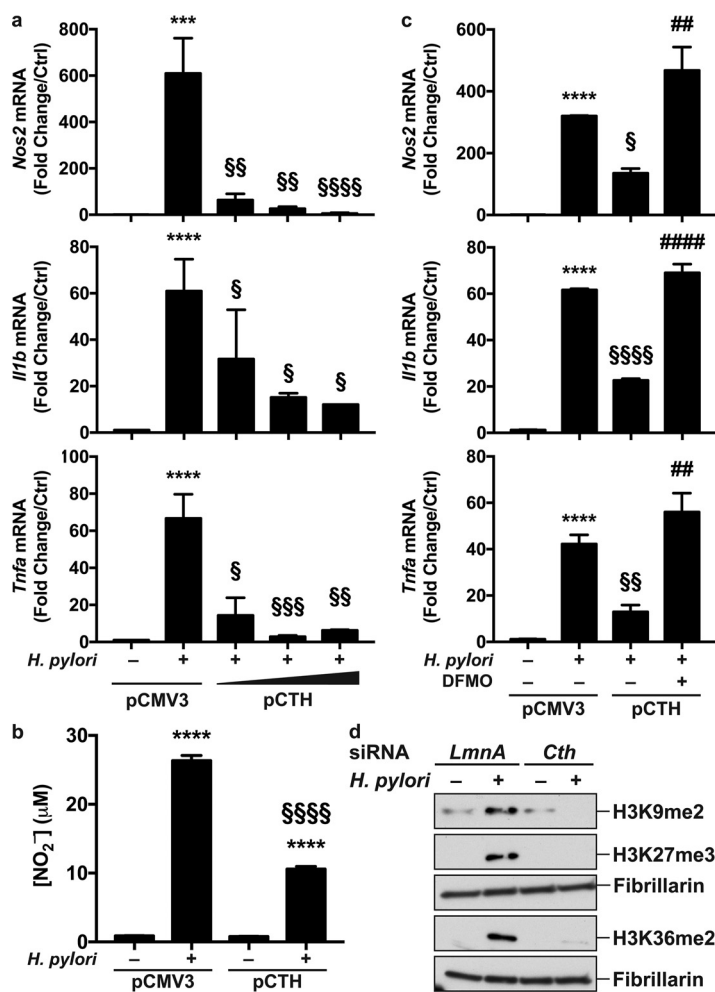 a
Nos2 mRNA
(Fold Change/Ctrl)
800
600
400
200
0
***
§§
§§
§§§§
Il1b mRNA
(Fold Change/Ctrl)
80
60
40
20
0
****
§
§
§
Tnfa mRNA
(Fold Change/Ctrl)
100
80
60
40
20
0
****
§
§§§
§§
H. pylori – + + + +
pCMV3 pCTH
b
[NO₂⁻] (µM)
30
20
10
0
****
§§§§
****
H. pylori – + – +
pCMV3 pCTH
c
Nos2 mRNA
(Fold Change/Ctrl)
600
400
200
0
****
§
##
Il1b mRNA
(Fold Change/Ctrl)
80
60
40
20
0
****
§§§§
####
Tnfa mRNA
(Fold Change/Ctrl)
80
60
40
20
0
****
§§
##
H. pylori – + + +
DFMO – – – +
pCMV3 pCTH
d
siRNA LmnA Cth
H. pylori – + – +
H3K9me2
H3K27me3
Fibrillarin
H3K36me2
Fibrillarin